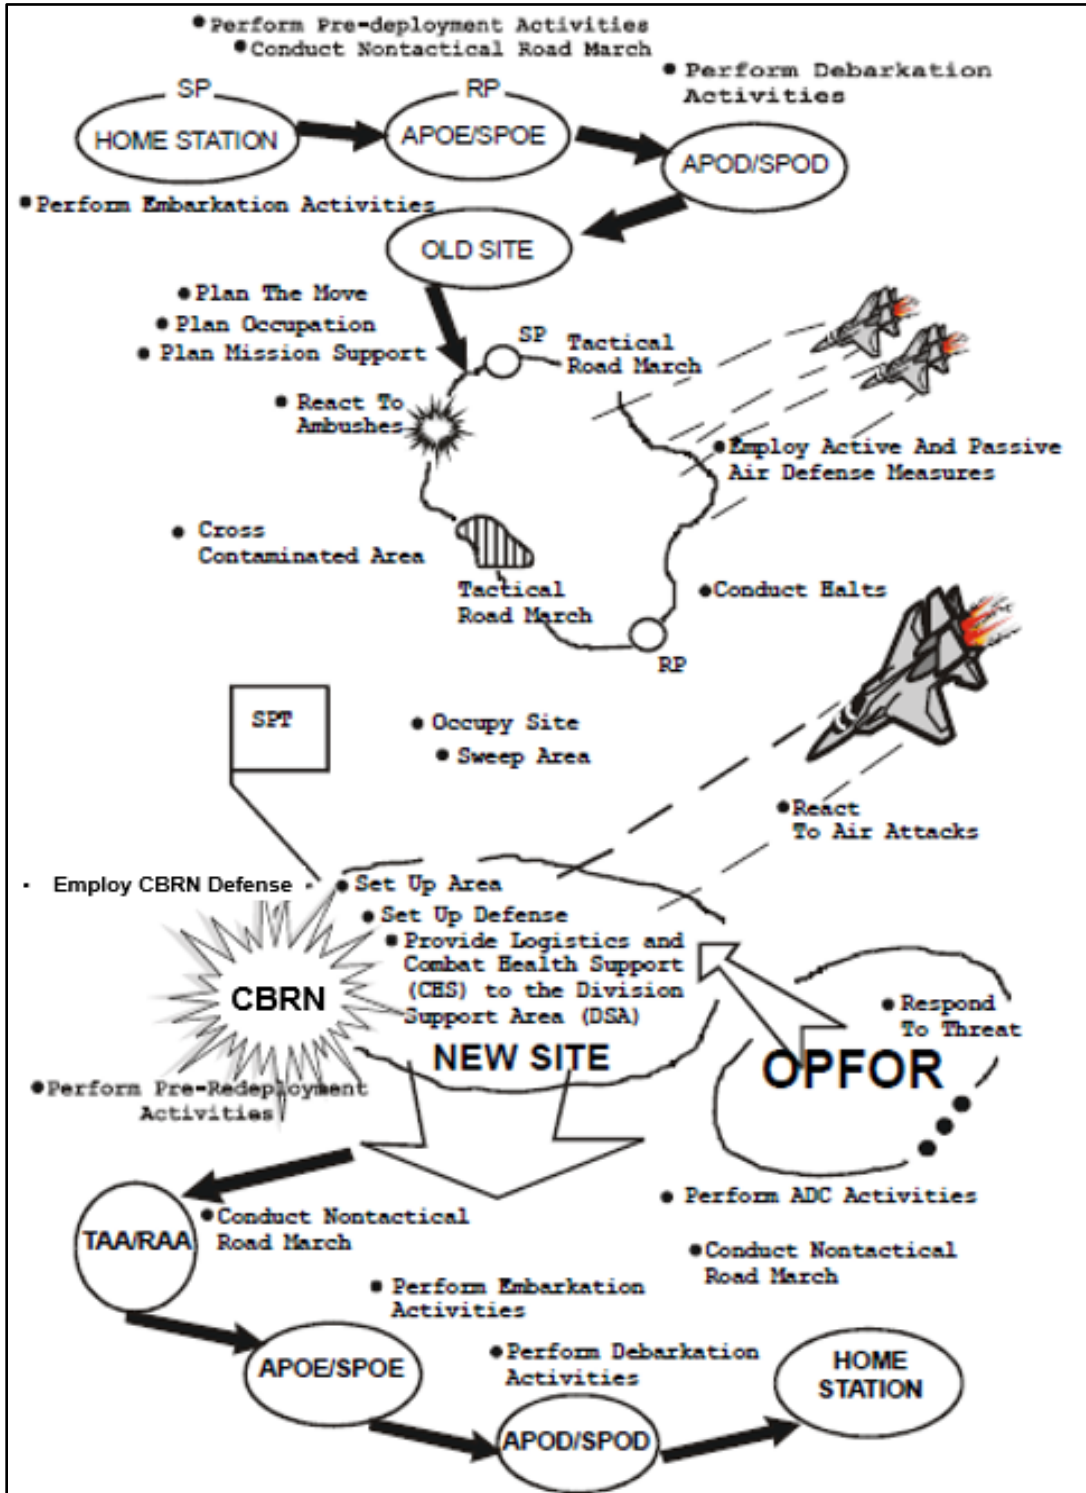 ● Perform Pre-deployment Activities
● Conduct Nontactical Road March
● Perform Debarkation
Activities
SP
HOME STATION
RP
APOE/SPOE
APOD/SPOD
● Perform Embarkation Activities
OLD SITE
● Plan The Move
● Plan Occupation
● Plan Mission Support
SP
Tactical
Road March
● React To
Ambushes
● Employ Active And Passive
Air Defense Measures
● Cross
Contaminated Area
Tactical
Road March
● Conduct Halts
RP
SPT
● Occupy Site
● Sweep Area
● React
To Air Attacks
· Employ CBRN Defense
● Set Up Area
● Set Up Defense
● Provide Logistics and
Combat Health Support
(CHS) to the Division
Support Area (DSA)
CBRN
NEW SITE
● Respond
To Threat
OPFOR
● Perform Pre-Redeployment
Activities
● Perform ADC Activities
TAA/RAA
● Conduct Nontactical
Road March
● Conduct Nontactical
Road March
● Perform Embarkation
Activities
APOE/SPOE
● Perform Debarkation
Activities
HOME
STATION
APOD/SPOD